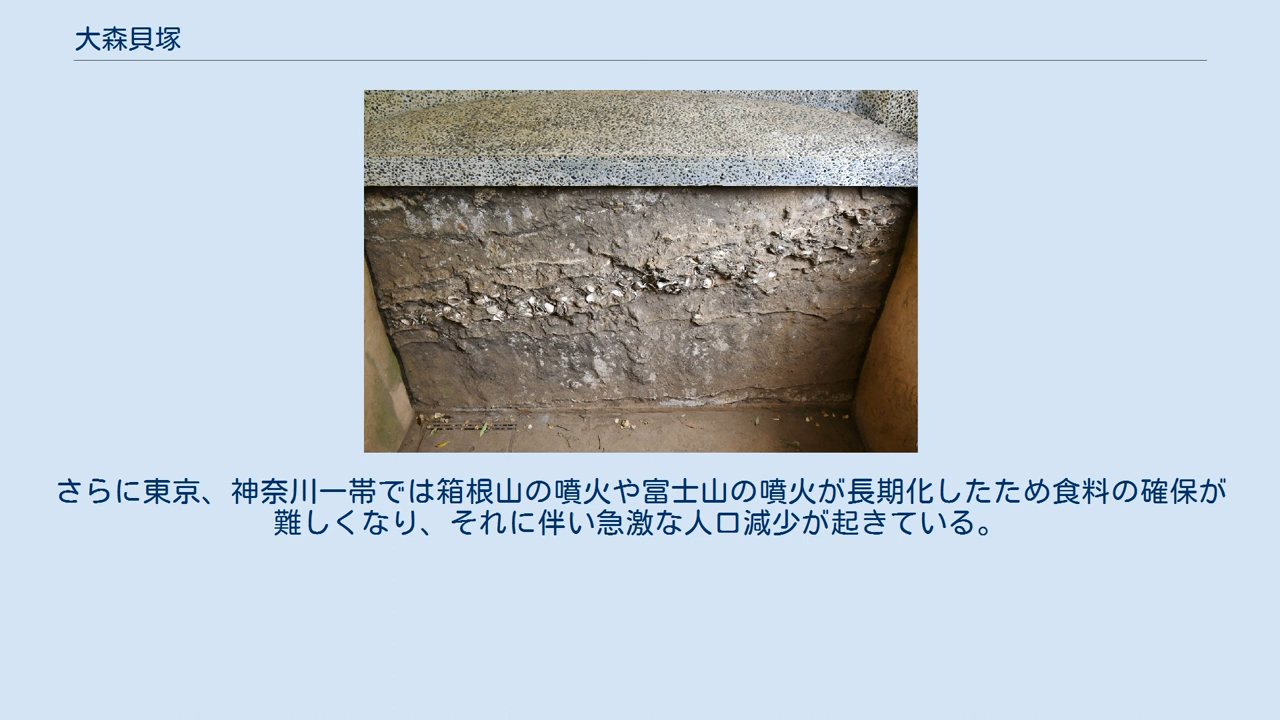 大森貝塚
さらに東京、神奈川一帯では箱根山の噴火や富士山の噴火が長期化したため食料の確保が
難しくなり、それに伴い急激な人口減少が起きている。